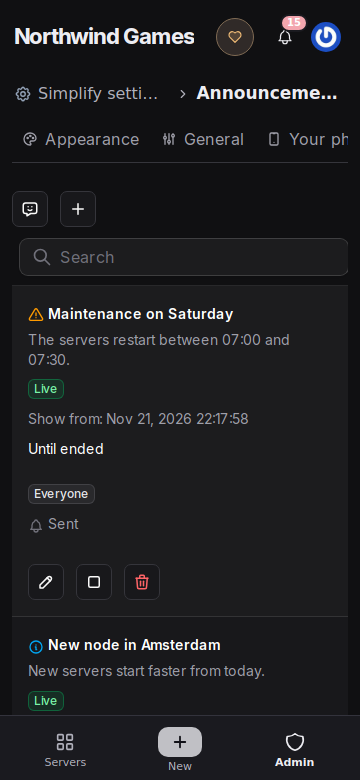 Northwind Games
15
Simplify setti...
Announceme...
Appearance
General
Your ph
Search
Maintenance on Saturday
The servers restart between 07:00 and
07:30.
Live
Show from: Nov 21, 2026 22:17:58
Until ended
Everyone
Sent
New node in Amsterdam
New servers start faster from today.
Live
Servers
New
Admin